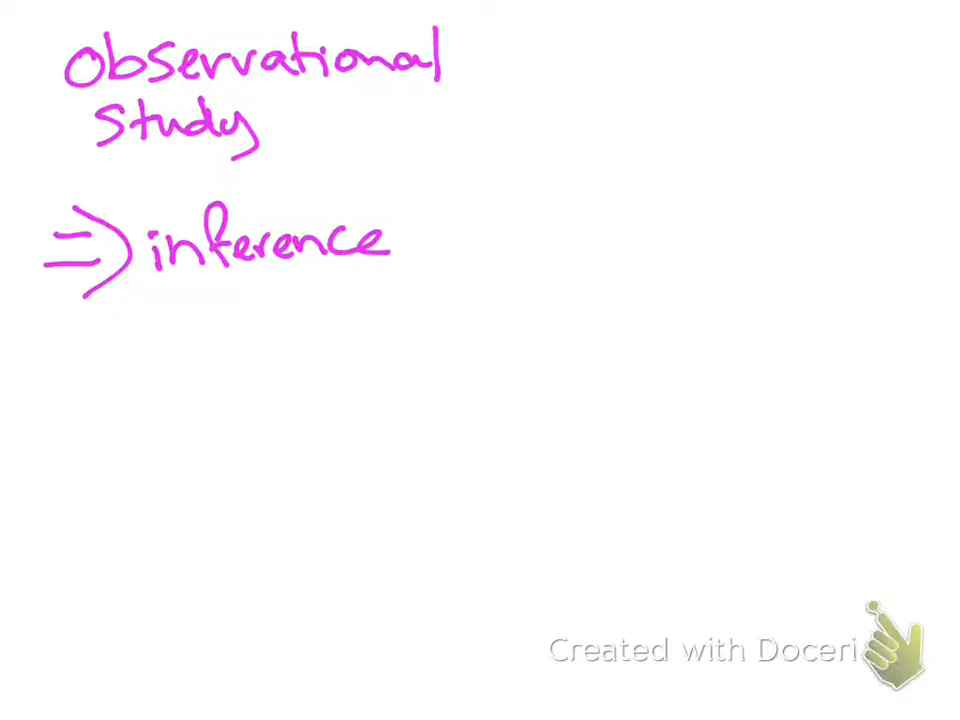 Observational
Study
⇒ inference
Created with Doceri